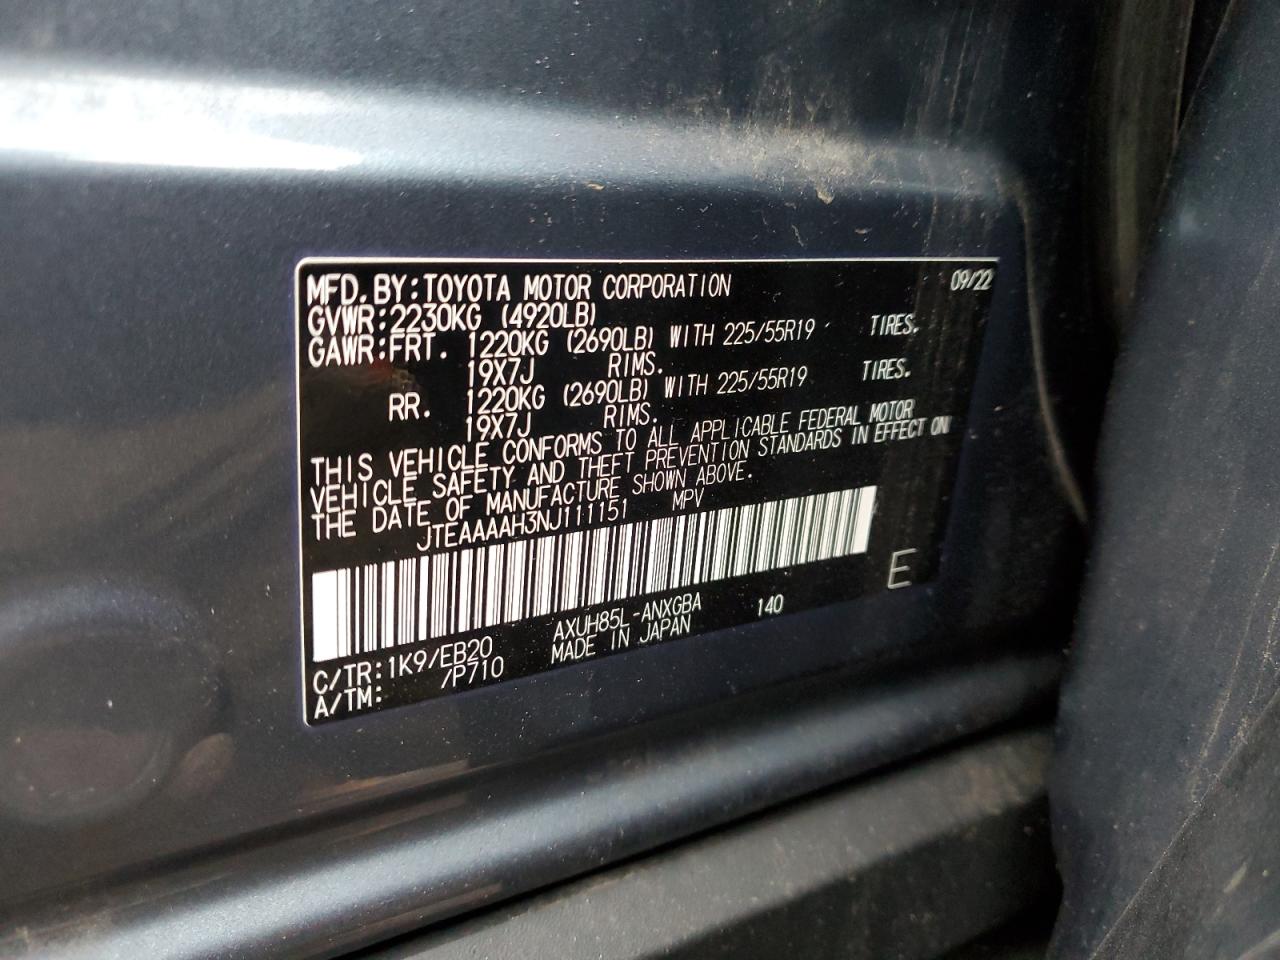 MFD. BY: TOYOTA MOTOR CORPORATION 09/22
GVWR: 2230KG (4920LB)
GAWR: FRT. 1220KG (2690LB) WITH 225/55R19 TIRES.
19X7J RIMS.
RR. 1220KG (2690LB) WITH 225/55R19 TIRES.
19X7J RIMS.
THIS VEHICLE CONFORMS TO ALL APPLICABLE FEDERAL MOTOR
VEHICLE SAFETY AND THEFT PREVENTION STANDARDS IN EFFECT ON
THE DATE OF MANUFACTURE SHOWN ABOVE.
JTEAAAAH3NJ111151 MPV
E
C/TR: 1K9/EB20 AXUH85L-ANXGBA 140
A/TM: /P710 MADE IN JAPAN